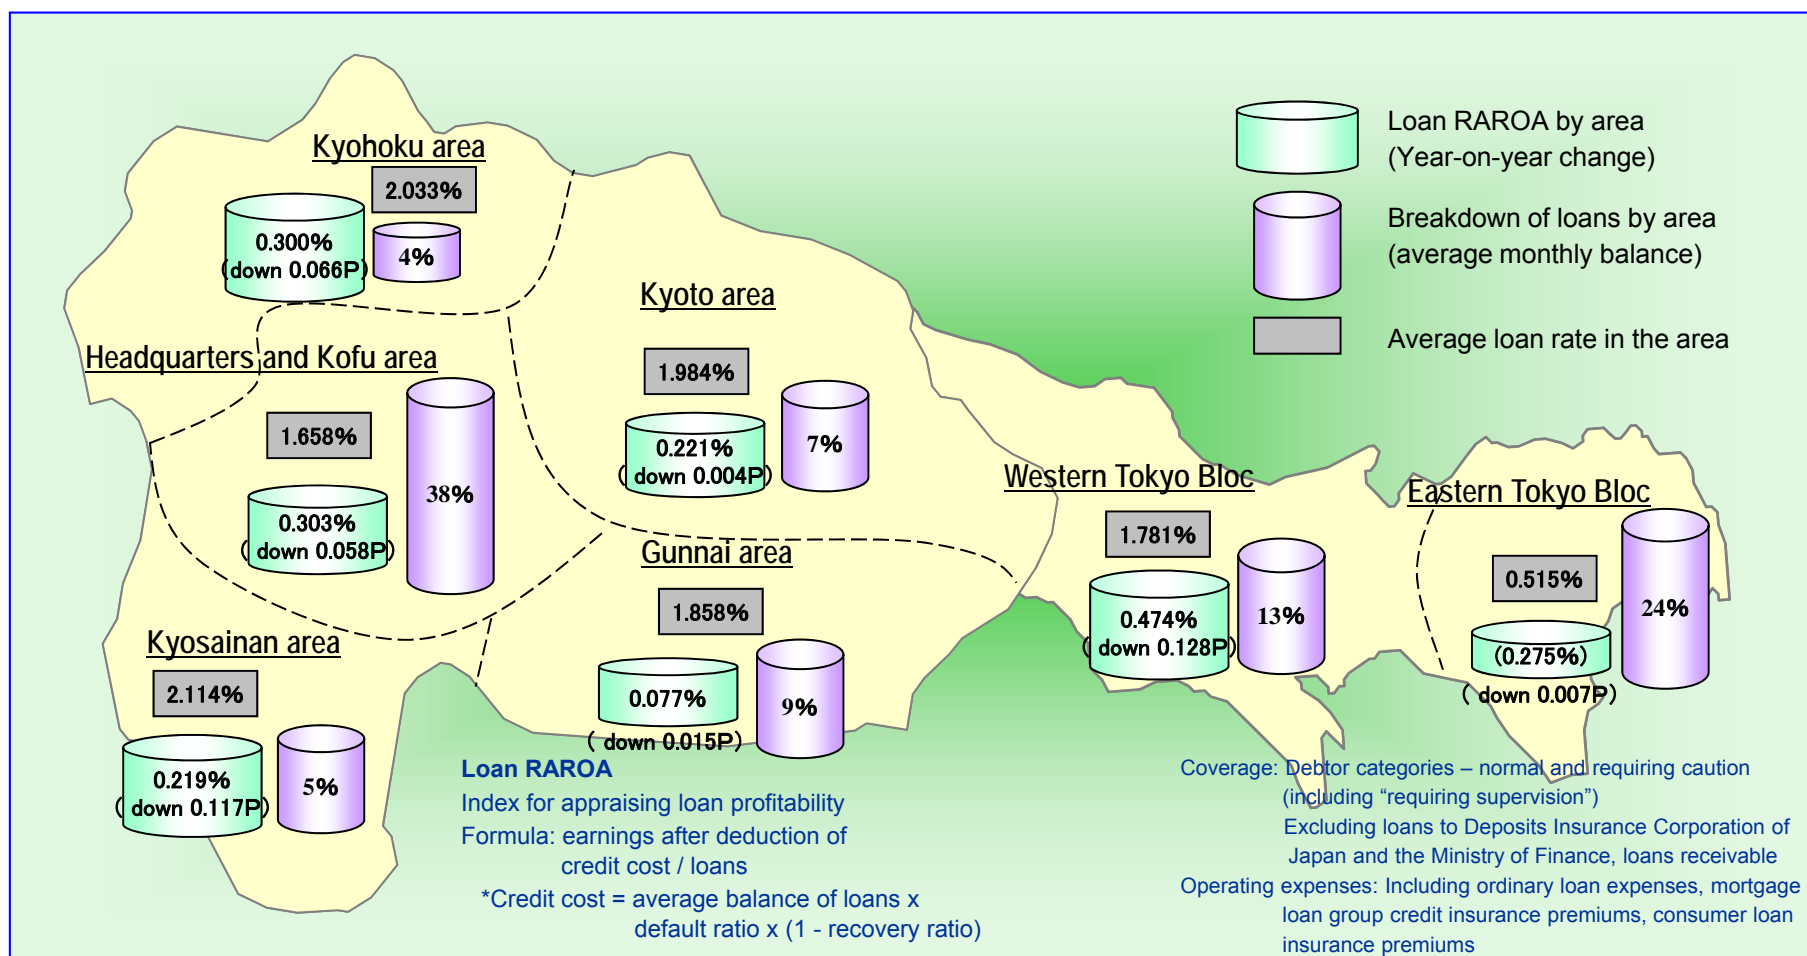 Kyohoku area
2.033%
0.300%
(down 0.066P)
4%
Headquarters and Kofu area
1.658%
0.303%
( down 0.058P)
38%
Kyoto area
1.984%
0.221%
( down 0.004P)
7%
Gunnai area
1.858%
0.077%
( down 0.015P)
9%
Kyosainan area
2.114%
0.219%
( down 0.117P)
5%
Western Tokyo Bloc
1.781%
0.474%
( down 0.128P)
13%
Eastern Tokyo Bloc
0.515%
(0.275%)
( down 0.007P)
24%
Loan RAROA by area
(Year-on-year change)
Breakdown of loans by area
(average monthly balance)
Average loan rate in the area
Loan RAROA
Index for appraising loan profitability
Formula: earnings after deduction of
credit cost / loans
*Credit cost = average balance of loans x
default ratio x (1 - recovery ratio)
Coverage: Debtor categories – normal and requiring caution
(including “requiring supervision”)
Excluding loans to Deposits Insurance Corporation of
Japan and the Ministry of Finance, loans receivable
Operating expenses: Including ordinary loan expenses, mortgage
loan group credit insurance premiums, consumer loan
insurance premiums